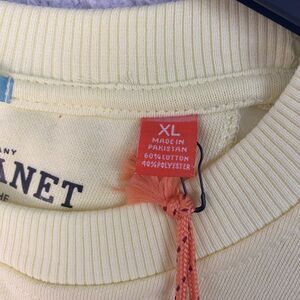 XL
MADE IN
PAKISTAN
60% COTTON
40% POLYESTER
ANY
ANET